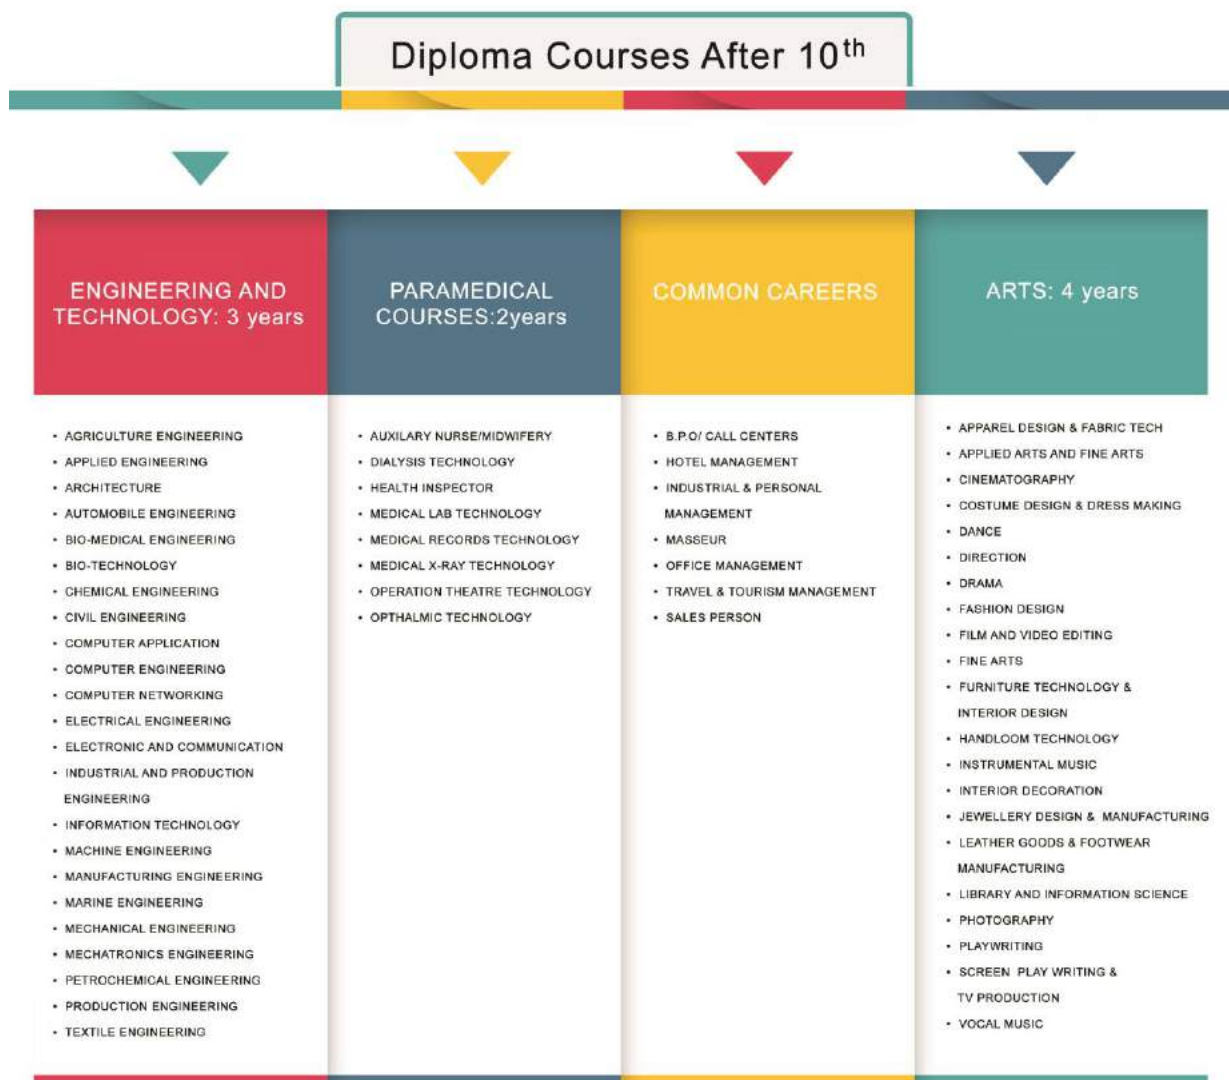 Diploma Courses After 10th
ENGINEERING AND
TECHNOLOGY: 3 years
• AGRICULTURE ENGINEERING
• APPLIED ENGINEERING
• ARCHITECTURE
• AUTOMOBILE ENGINEERING
• BIO-MEDICAL ENGINEERING
• BIO-TECHNOLOGY
• CHEMICAL ENGINEERING
• CIVIL ENGINEERING
• COMPUTER APPLICATION
• COMPUTER ENGINEERING
• COMPUTER NETWORKING
• ELECTRICAL ENGINEERING
• ELECTRONIC AND COMMUNICATION
• INDUSTRIAL AND PRODUCTION
ENGINEERING
• INFORMATION TECHNOLOGY
• MACHINE ENGINEERING
• MANUFACTURING ENGINEERING
• MARINE ENGINEERING
• MECHANICAL ENGINEERING
• MECHATRONICS ENGINEERING
• PETROCHEMICAL ENGINEERING
• PRODUCTION ENGINEERING
• TEXTILE ENGINEERING
PARAMEDICAL
COURSES:2years
• AUXILARY NURSE/MIDWIFERY
• DIALYSIS TECHNOLOGY
• HEALTH INSPECTOR
• MEDICAL LAB TECHNOLOGY
• MEDICAL RECORDS TECHNOLOGY
• MEDICAL X-RAY TECHNOLOGY
• OPERATION THEATRE TECHNOLOGY
• OPTHALMIC TECHNOLOGY
COMMON CAREERS
• B.P.O/ CALL CENTERS
• HOTEL MANAGEMENT
• INDUSTRIAL & PERSONAL
MANAGEMENT
• MASSEUR
• OFFICE MANAGEMENT
• TRAVEL & TOURISM MANAGEMENT
• SALES PERSON
ARTS: 4 years
• APPAREL DESIGN & FABRIC TECH
• APPLIED ARTS AND FINE ARTS
• CINEMATOGRAPHY
• COSTUME DESIGN & DRESS MAKING
• DANCE
• DIRECTION
• DRAMA
• FASHION DESIGN
• FILM AND VIDEO EDITING
• FINE ARTS
• FURNITURE TECHNOLOGY &
INTERIOR DESIGN
• HANDLOOM TECHNOLOGY
• INSTRUMENTAL MUSIC
• INTERIOR DECORATION
• JEWELLERY DESIGN & MANUFACTURING
• LEATHER GOODS & FOOTWEAR
MANUFACTURING
• LIBRARY AND INFORMATION SCIENCE
• PHOTOGRAPHY
• PLAYWRITING
• SCREEN PLAY WRITING &
TV PRODUCTION
• VOCAL MUSIC